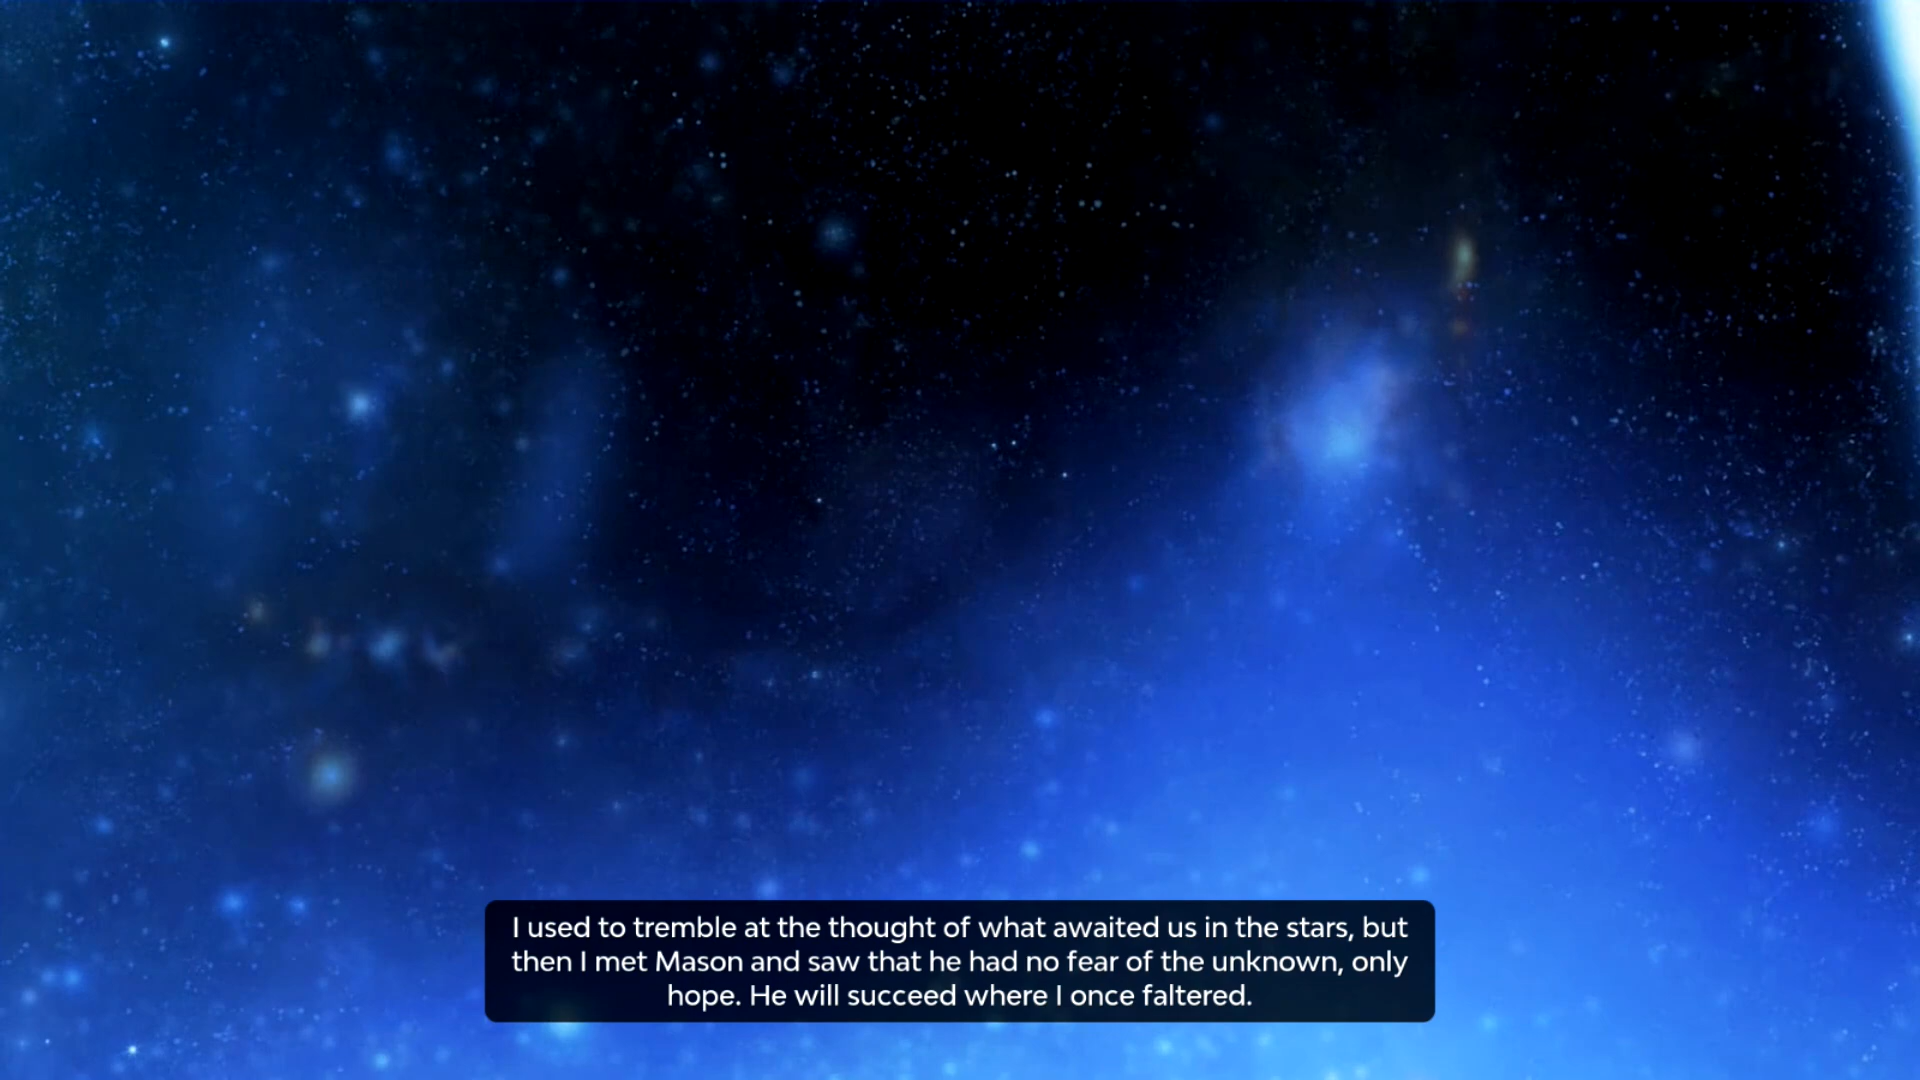 I used to tremble at the thought of what awaited us in the stars, but
then I met Mason and saw that he had no fear of the unknown, only
hope. He will succeed where I once faltered.